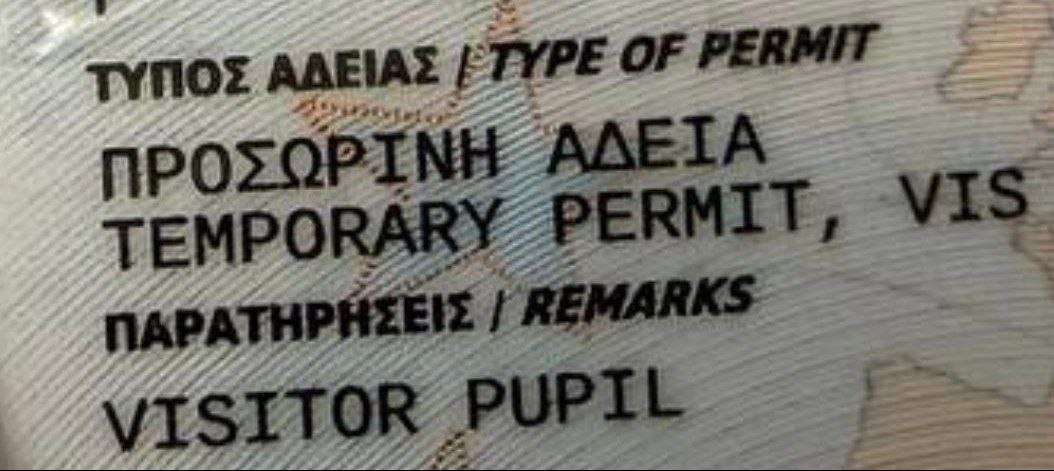 ΤΥΠΟΣ ΑΔΕΙΑΣ / TYPE OF PERMIT
ΠΡΟΣΩΡΙΝΗ ΑΔΕΙΑ
TEMPORARY PERMIT, VIS
ΠΑΡΑΤΗΡΗΣΕΙΣ / REMARKS
VISITOR PUPIL